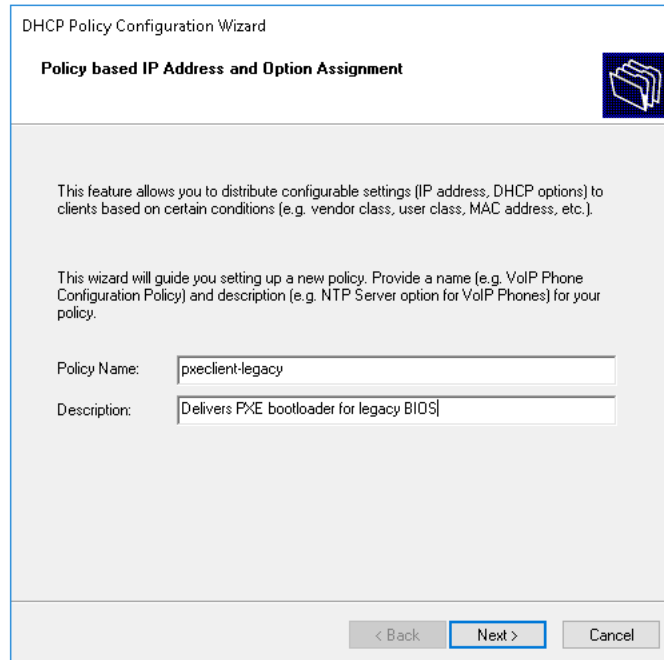 DHCP Policy Configuration Wizard
Policy based IP Address and Option Assignment
This feature allows you to distribute configurable settings (IP address, DHCP options) to
clients based on certain conditions (e.g. vendor class, user class, MAC address, etc.).
This wizard will guide you setting up a new policy. Provide a name (e.g. VoIP Phone
Configuration Policy) and description (e.g. NTP Server option for VoIP Phones) for your
policy.
Policy Name: pxeclient-legacy
Description: Delivers PXE bootloader for legacy BIOS
< Back Next > Cancel